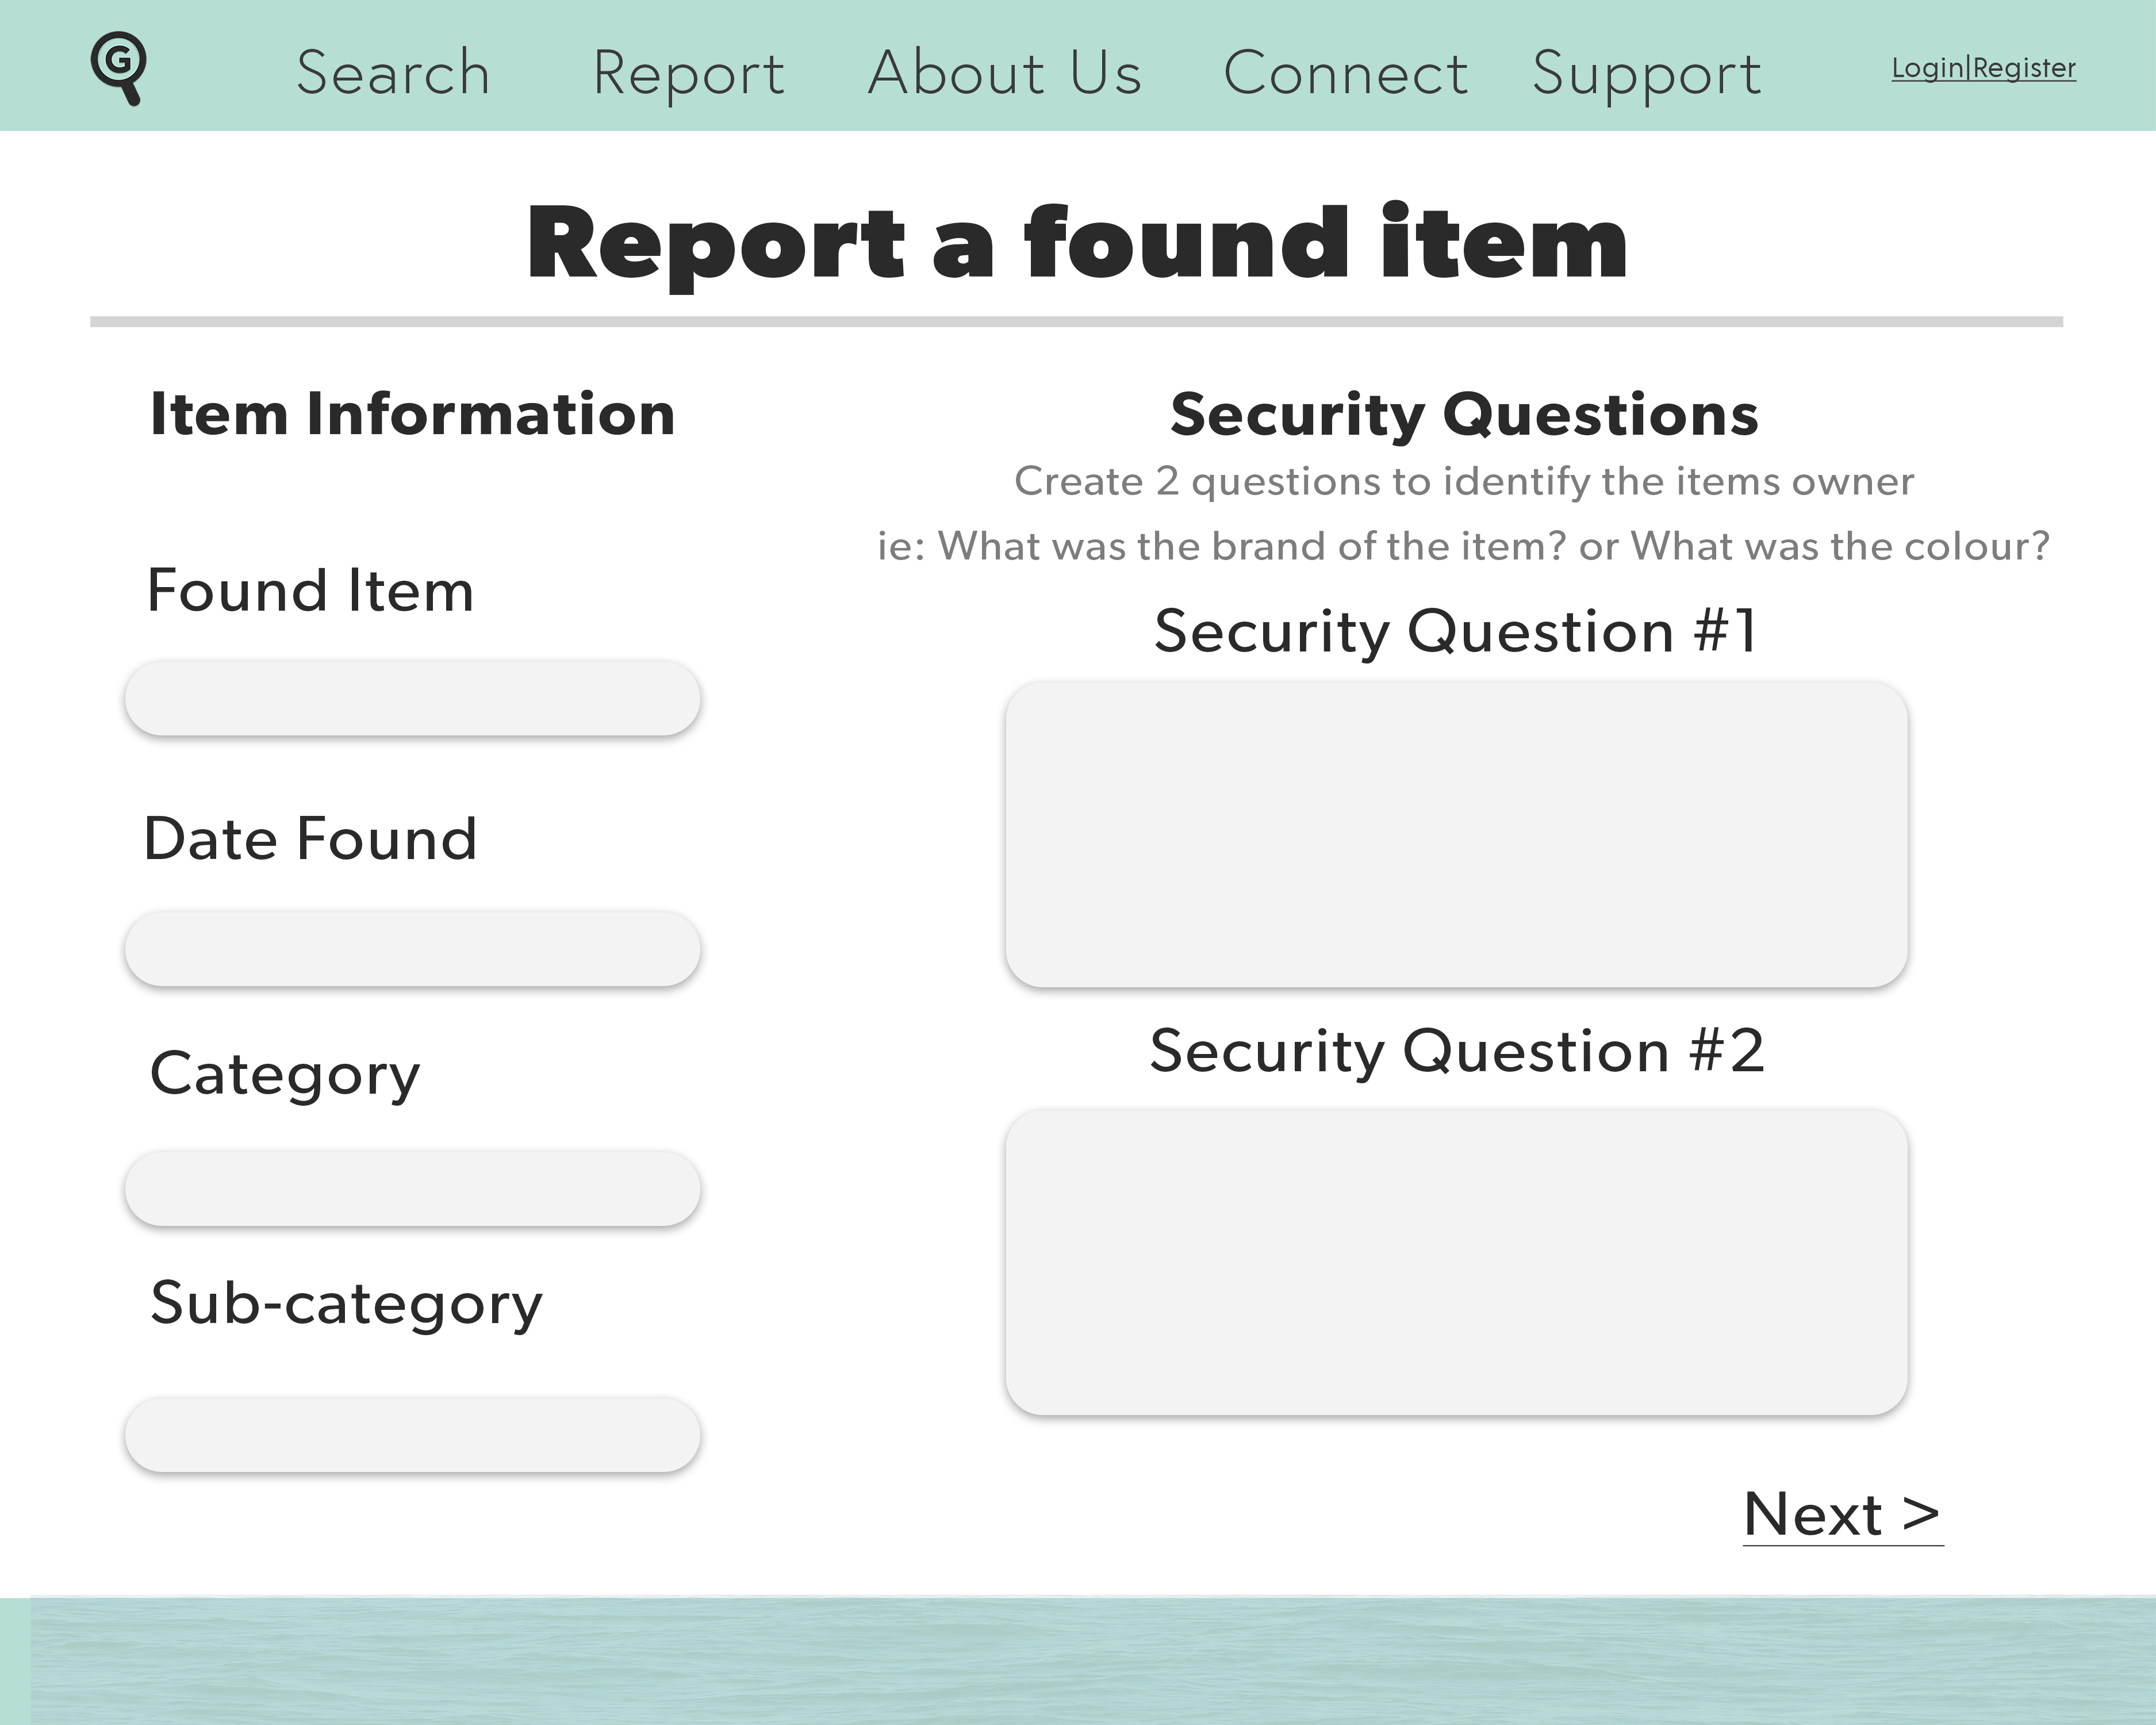 G
Search Report About Us Connect Support Login|Register
Report a found item
Item Information
Found Item
Date Found
Category
Sub-category
Security Questions
Create 2 questions to identify the items owner
ie: What was the brand of the item? or What was the colour?
Security Question #1
Security Question #2
Next >